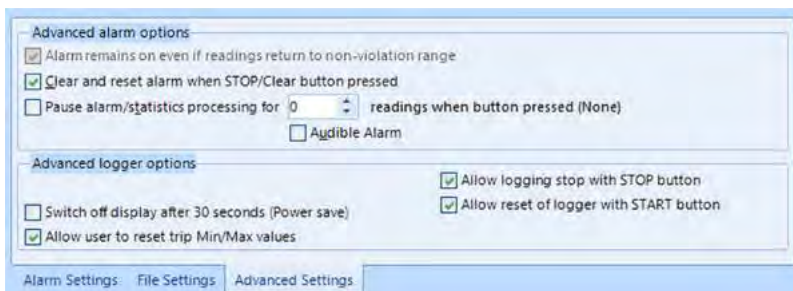 Advanced alarm options
Alarm remains on even if readings return to non-violation range
Clear and reset alarm when STOP/Clear button pressed
Pause alarm/statistics processing for 0 readings when button pressed (None)
Audible Alarm
Advanced logger options
Allow logging stop with STOP button
Switch off display after 30 seconds (Power save)
Allow reset of logger with START button
Allow user to reset trip Min/Max values
Alarm Settings File Settings Advanced Settings